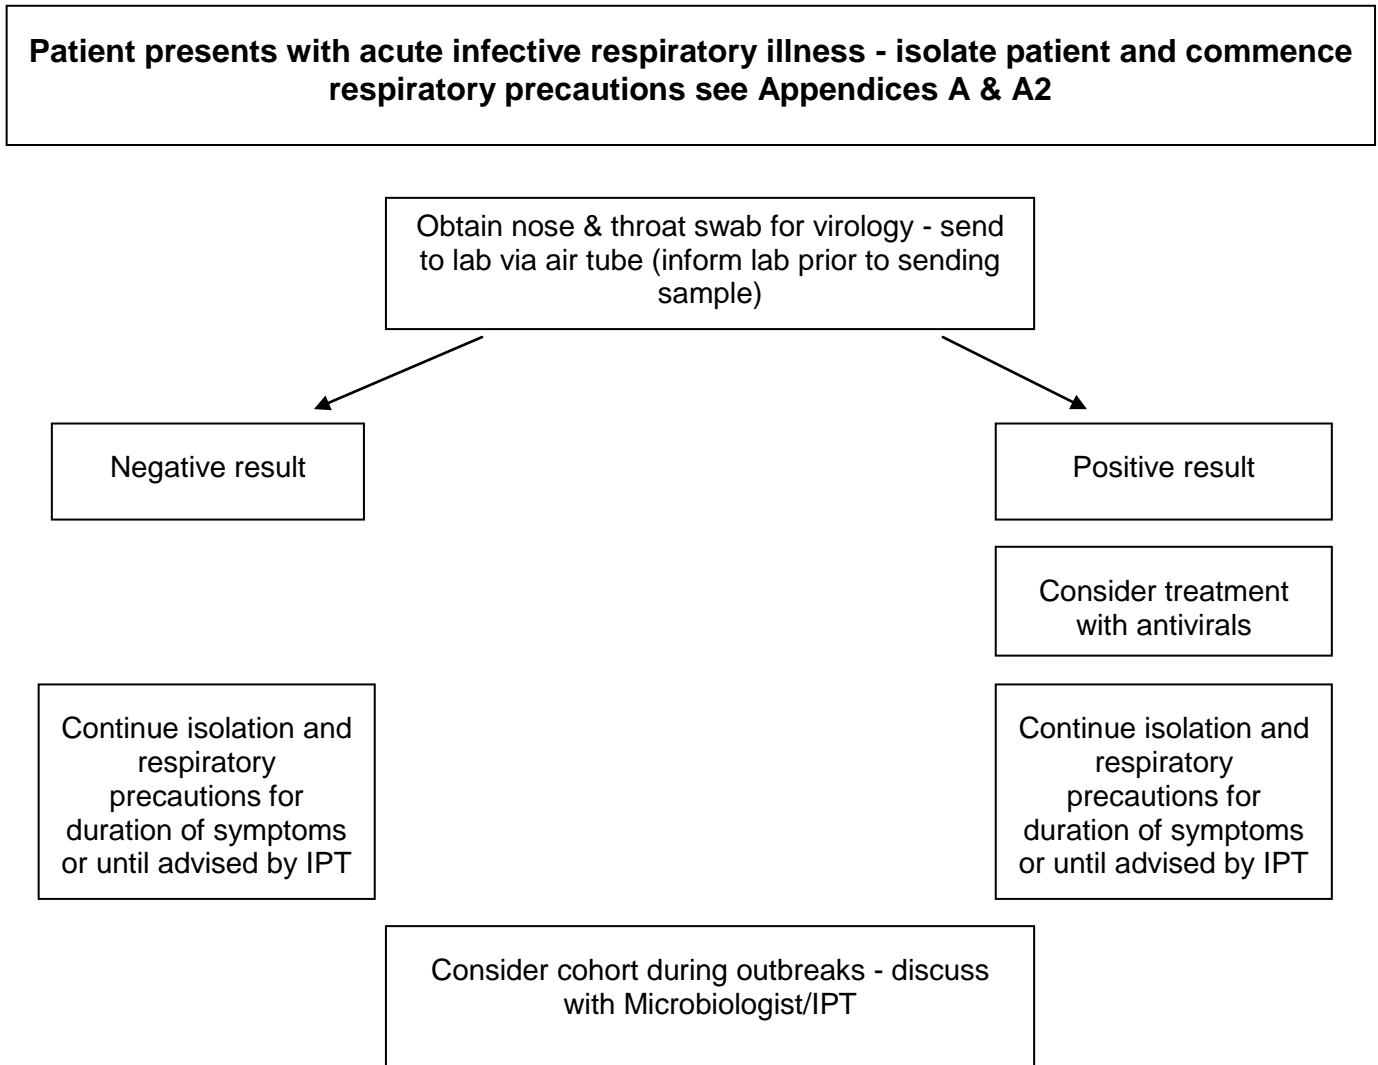 Patient presents with acute infective respiratory illness - isolate patient and commence
respiratory precautions see Appendices A & A2
Obtain nose & throat swab for virology - send
to lab via air tube (inform lab prior to sending
sample)
Negative result
Positive result
Consider treatment
with antivirals
Continue isolation and
respiratory
precautions for
duration of symptoms
or until advised by IPT
Continue isolation and
respiratory
precautions for
duration of symptoms
or until advised by IPT
Consider cohort during outbreaks - discuss
with Microbiologist/IPT